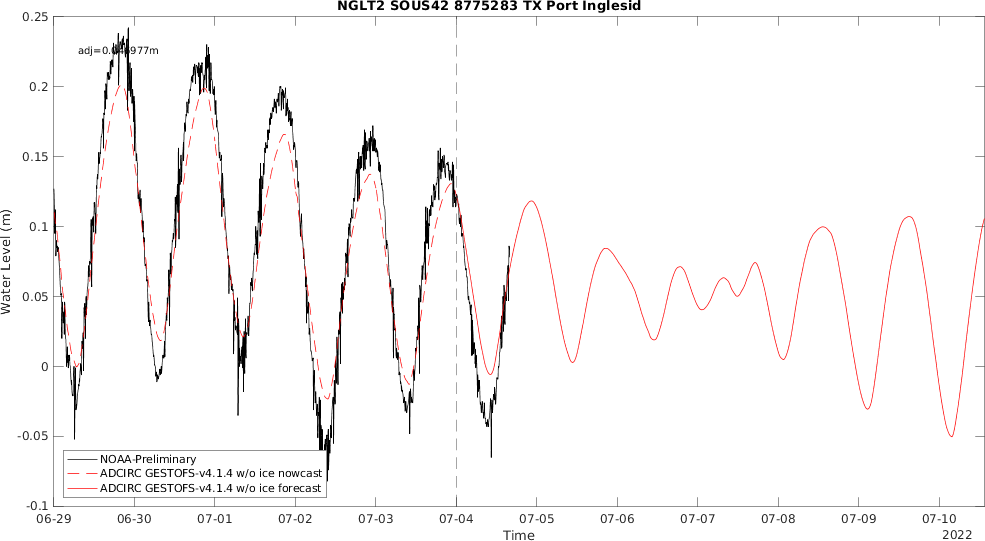 NGLT2 SOUS42 8775283 TX Port Inglesid
0.25
adj=0.046977m
0.2
0.15
0.1
0.05
0
-0.05
-0.1
Water Level (m)
NOAA-Preliminary
ADCIRC GESTOFS-v4.1.4 w/o ice nowcast
ADCIRC GESTOFS-v4.1.4 w/o ice forecast
06-29 06-30 07-01 07-02 07-03 07-04 07-05 07-06 07-07 07-08 07-09 07-10
Time
2022